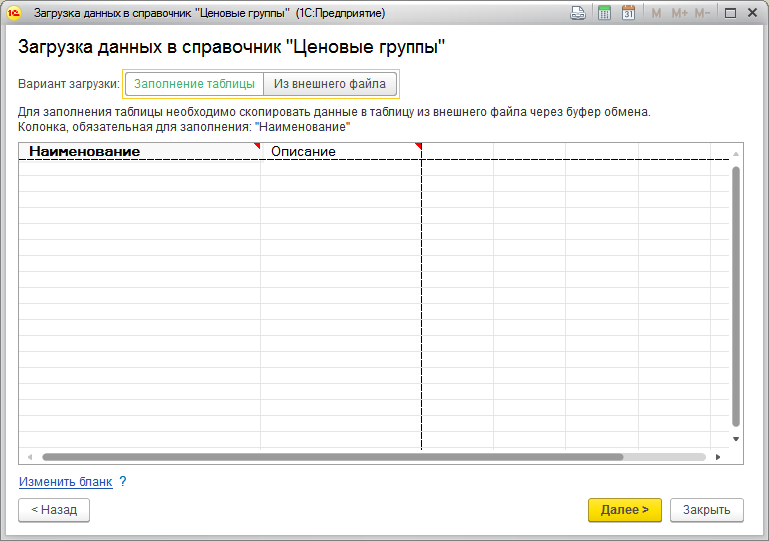 1С Загрузка данных в справочник "Ценовые группы" (1С:Предприятие) 31 M M+ M-
Загрузка данных в справочник "Ценовые группы"
Вариант загрузки: Заполнение таблицы Из внешнего файла
Для заполнения таблицы необходимо скопировать данные в таблицу из внешнего файла через буфер обмена.
Колонка, обязательная для заполнения: "Наименование"
Наименование Описание
Изменить бланк ?
< Назад Далее > Закрыть